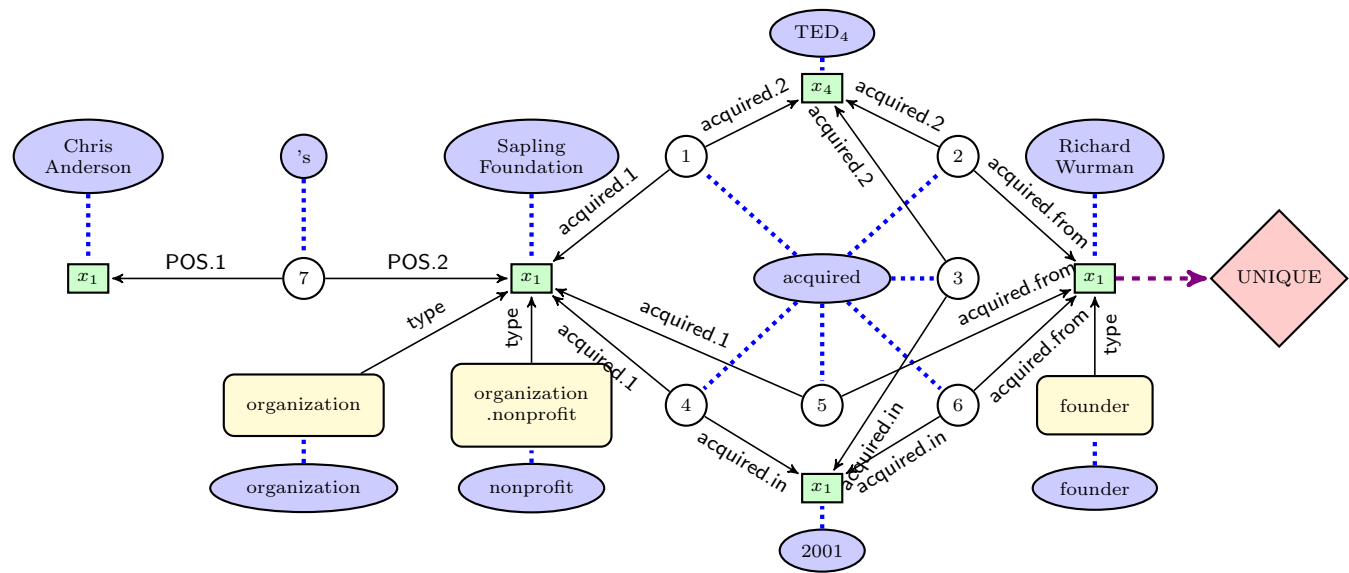 TED₄
x₄
acquired.2
acquired.2
acquired.2
Chris
Anderson
's
Sapling
Foundation
1
2
Richard
Wurman
acquired.1
acquired.from
x₁
POS.1
7
POS.2
x₁
acquired
3
x₁
UNIQUE
type
type
acquired.1
acquired.1
acquired.from
acquired.from
type
organization
organization
.nonprofit
4
5
6
founder
acquired.in
acquired.in
acquired.in
organization
nonprofit
x₁
founder
2001